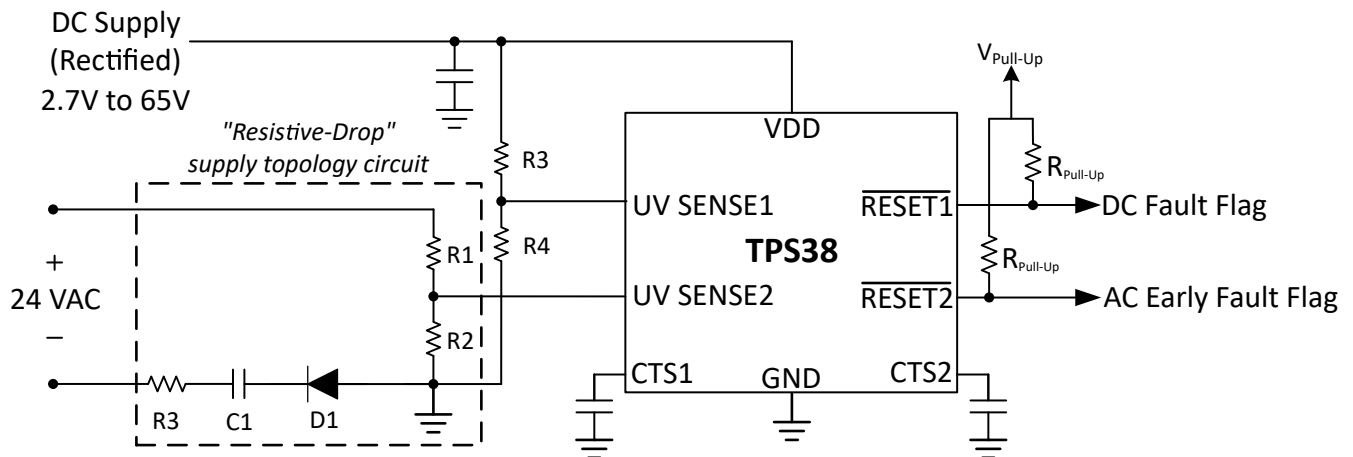 DC Supply
(Rectified)
2.7V to 65V
"Resistive-Drop"
supply topology circuit
VPull-Up
VDD
R3
RPull-Up
UV SENSE1
RESET1
DC Fault Flag
R1
R4
TPS38
RPull-Up
+
24 VAC
−
UV SENSE2
RESET2
AC Early Fault Flag
R2
CTS1
GND
CTS2
R3
C1
D1